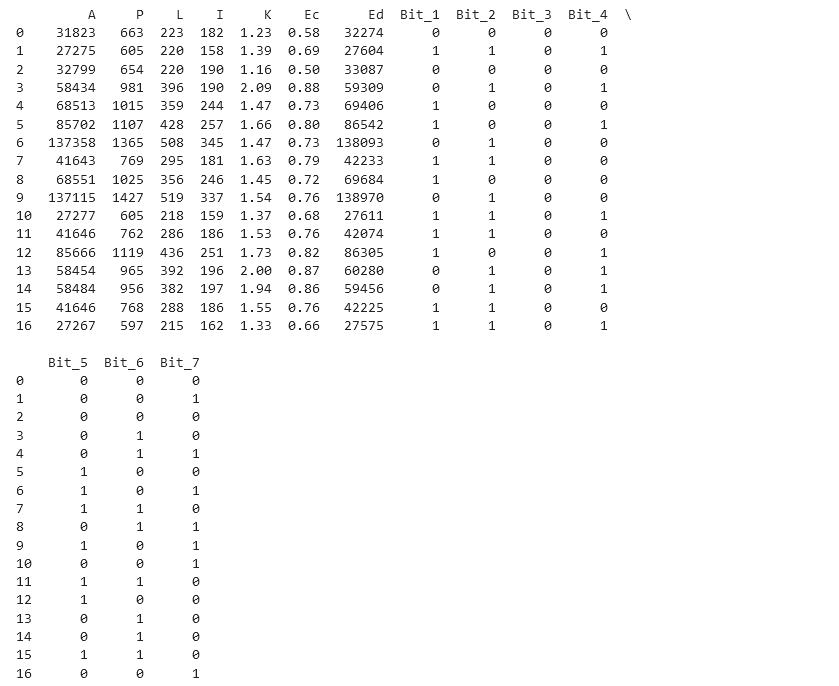 A P L I K Ec Ed Bit_1 Bit_2 Bit_3 Bit_4 \
0 31823 663 223 182 1.23 0.58 32274 0 0 0 0
1 27275 605 220 158 1.39 0.69 27604 1 1 0 1
2 32799 654 220 190 1.16 0.50 33087 0 0 0 0
3 58434 981 396 190 2.09 0.88 59309 0 1 0 1
4 68513 1015 359 244 1.47 0.73 69406 1 0 0 0
5 85702 1107 428 257 1.66 0.80 86542 1 0 0 1
6 137358 1365 508 345 1.47 0.73 138093 0 1 0 0
7 41643 769 295 181 1.63 0.79 42233 1 1 0 0
8 68551 1025 356 246 1.45 0.72 69684 1 0 0 0
9 137115 1427 519 337 1.54 0.76 138970 0 1 0 0
10 27277 605 218 159 1.37 0.68 27611 1 1 0 1
11 41646 762 286 186 1.53 0.76 42074 1 1 0 0
12 85666 1119 436 251 1.73 0.82 86305 1 0 0 1
13 58454 965 392 196 2.00 0.87 60280 0 1 0 1
14 58484 956 382 197 1.94 0.86 59456 0 1 0 1
15 41646 768 288 186 1.55 0.76 42225 1 1 0 0
16 27267 597 215 162 1.33 0.66 27575 1 1 0 1
Bit_5 Bit_6 Bit_7
0 0 0 0
1 0 0 1
2 0 0 0
3 0 1 0
4 0 1 1
5 1 0 0
6 1 0 1
7 1 1 0
8 0 1 1
9 1 0 1
10 0 0 1
11 1 1 0
12 1 0 0
13 0 1 0
14 0 1 0
15 1 1 0
16 0 0 1